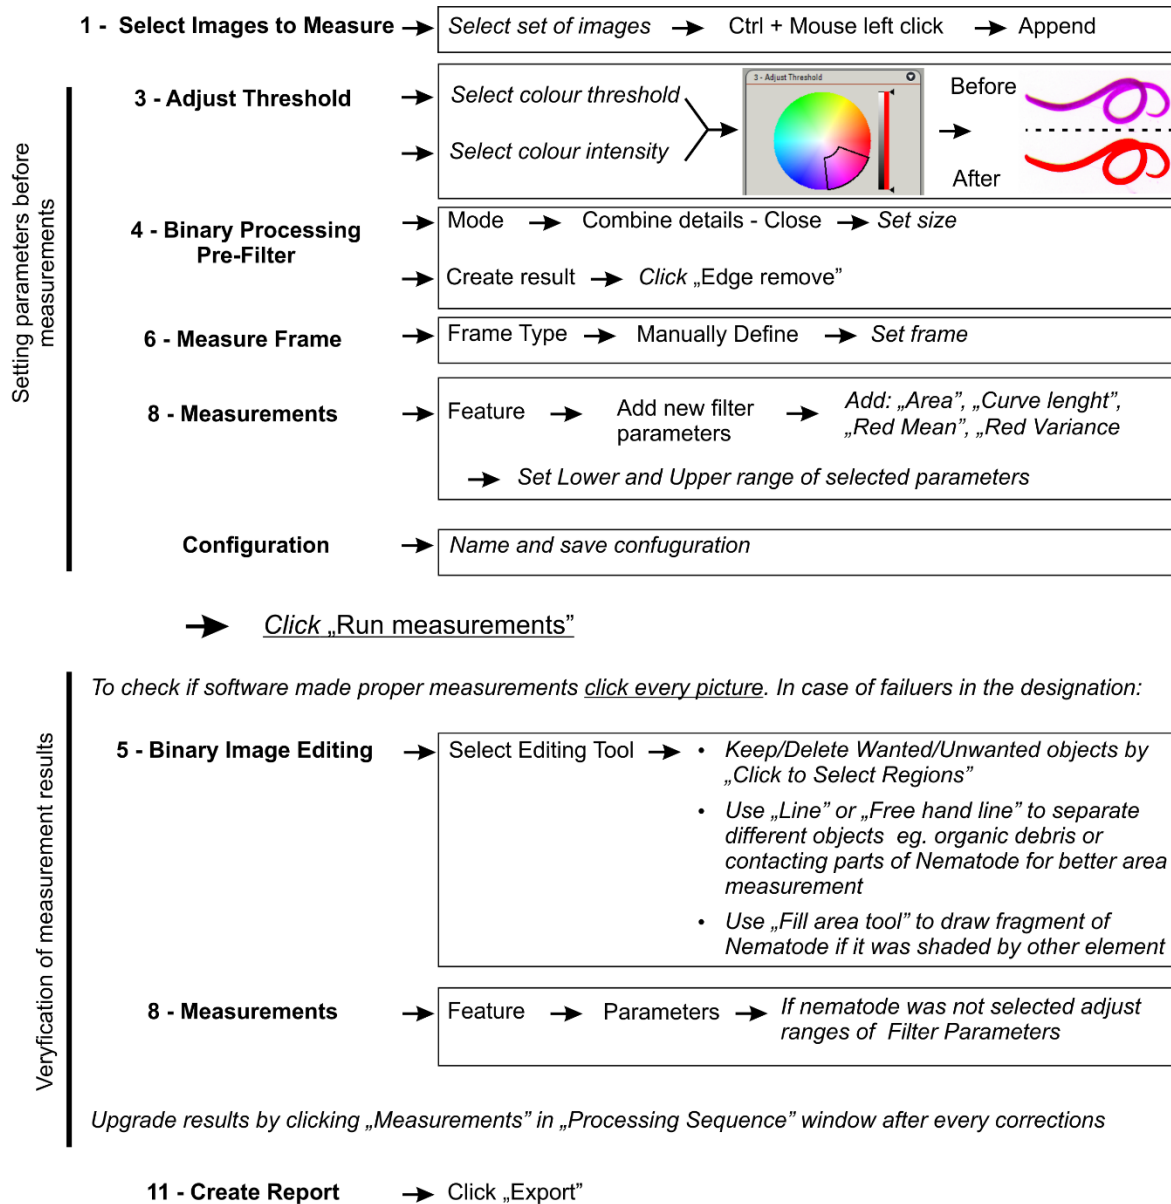 1 - Select Images to Measure
Select set of images
Ctrl + Mouse left click
Append
Setting parameters before
measurements
3 - Adjust Threshold
Select colour threshold
Select colour intensity
3 - Adjust Threshold
Before
After
4 - Binary Processing
Pre-Filter
Mode
Combine details - Close
Set size
Create result
Click „Edge remove”
6 - Measure Frame
Frame Type
Manually Define
Set frame
8 - Measurements
Feature
Add new filter
parameters
Add: „Area”, „Curve lenght”,
„Red Mean”, „Red Variance
Set Lower and Upper range of selected parameters
Configuration
Name and save confuguration
Click „Run measurements”
Veryfication of measurement results
To check if software made proper measurements click every picture. In case of failuers in the designation:
5 - Binary Image Editing
Select Editing Tool
• Keep/Delete Wanted/Unwanted objects by
„Click to Select Regions”
• Use „Line” or „Free hand line” to separate
different objects eg. organic debris or
contacting parts of Nematode for better area
measurement
• Use „Fill area tool” to draw fragment of
Nematode if it was shaded by other element
8 - Measurements
Feature
Parameters
If nematode was not selected adjust
ranges of Filter Parameters
Upgrade results by clicking „Measurements” in „Processing Sequence” window after every corrections
11 - Create Report
Click „Export”